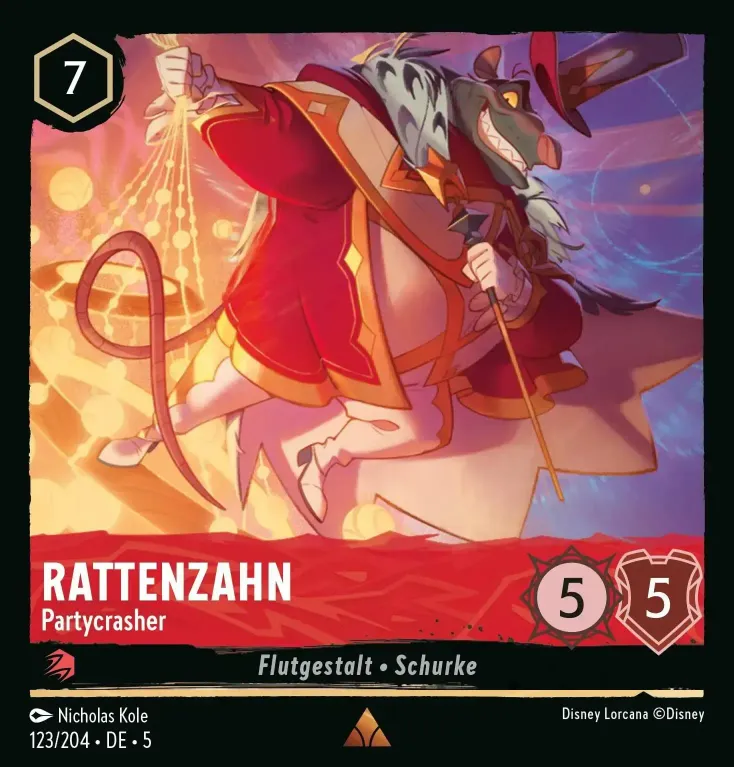 7
RATTENZAHN
Partycrasher
5 5
Flutgestalt • Schurke
Nicholas Kole
Disney Lorcana ©Disney
123/204 • DE • 5